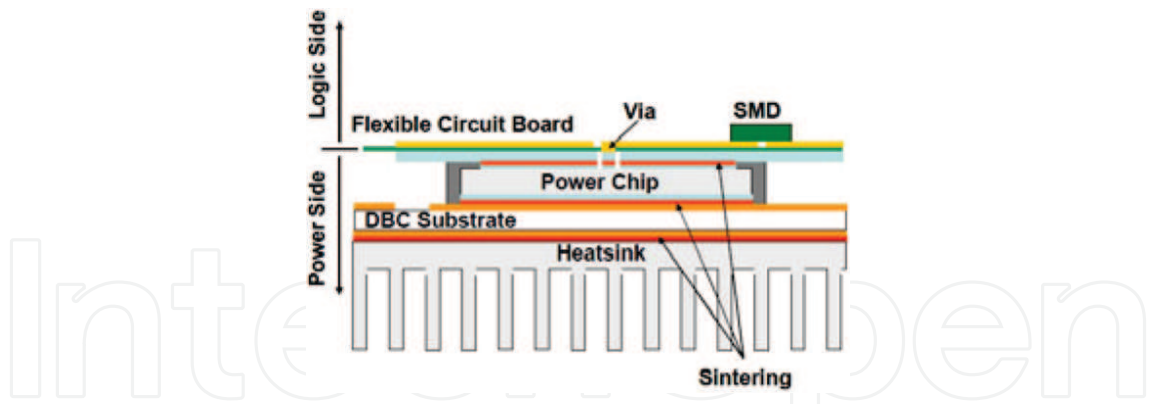 Logic Side
Flexible Circuit Board
Via
SMD
Power Side
Power Chip
DBC Substrate
Heatsink
Sintering
IntechOpen